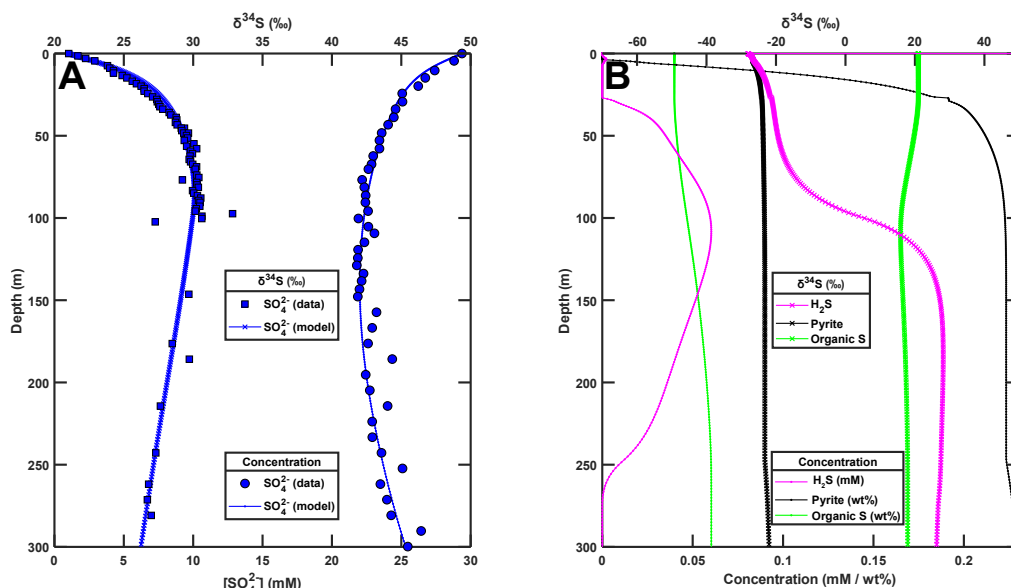 δ³⁴S (‰)
20 25 30 35 40 45 50
A
0
50
100
150
200
250
300
Depth (m)
δ³⁴S (‰)
SO₄²⁻ (data)
SO₄²⁻ (model)
Concentration
SO₄²⁻ (data)
SO₄²⁻ (model)
0 5 10 15 20 25 30
[SO₄²⁻] (mM)
δ³⁴S (‰)
-60 -40 -20 0 20 40
B
0
50
100
150
200
250
300
Depth (m)
δ³⁴S (‰)
H₂S
Pyrite
Organic S
Concentration
H₂S (mM)
Pyrite (wt%)
Organic S (wt%)
0 0.05 0.1 0.15 0.2
Concentration (mM / wt%)